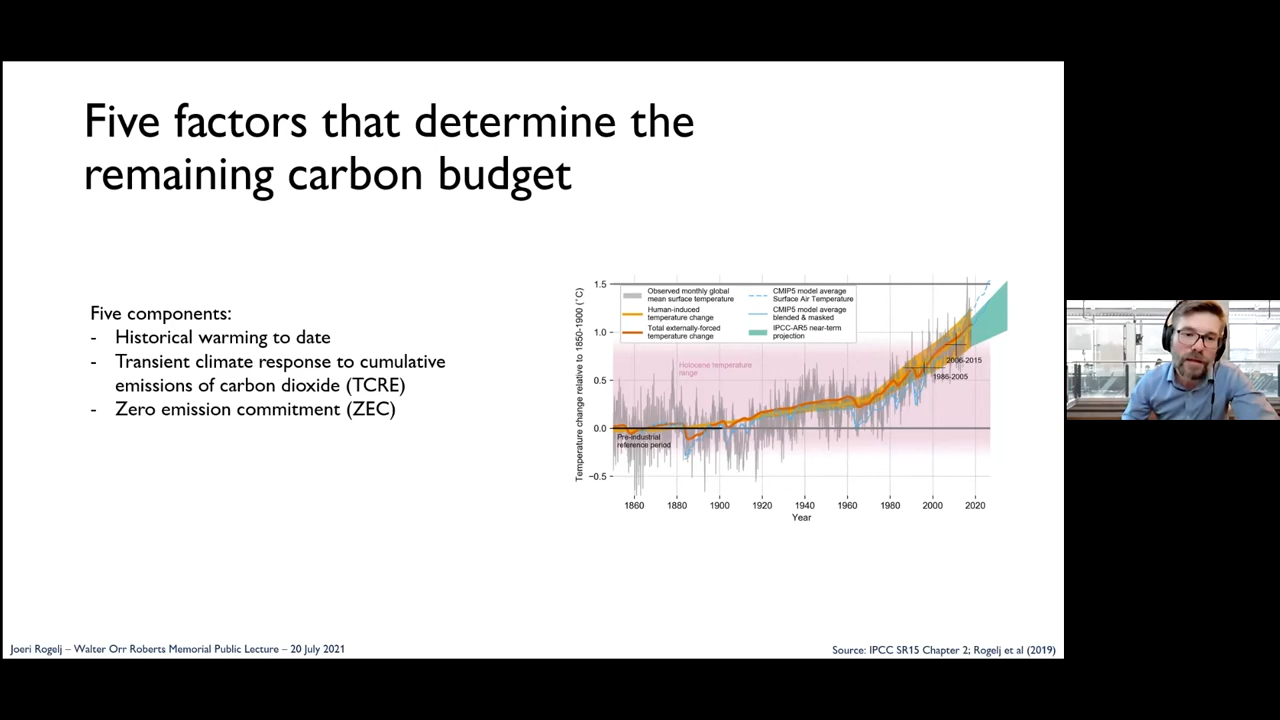 Five factors that determine the
remaining carbon budget
Five components:
- Historical warming to date
- Transient climate response to cumulative
emissions of carbon dioxide (TCRE)
- Zero emission commitment (ZEC)
Temperature change relative to 1850-1900 (°C)
1.5
1.0
0.5
0.0
−0.5
Observed monthly global
mean surface temperature
Human-induced
temperature change
Total externally-forced
temperature change
CMIP5 model average
Surface Air Temperature
CMIP5 model average
blended & masked
IPCC-AR5 near-term
projection
Holocene temperature
range
2006-2015
1986-2005
Pre-industrial
reference period
1860 1880 1900 1920 1940 1960 1980 2000 2020
Year
Joeri Rogelj – Walter Orr Roberts Memorial Public Lecture – 20 July 2021
Source: IPCC SR15 Chapter 2; Rogelj et al (2019)